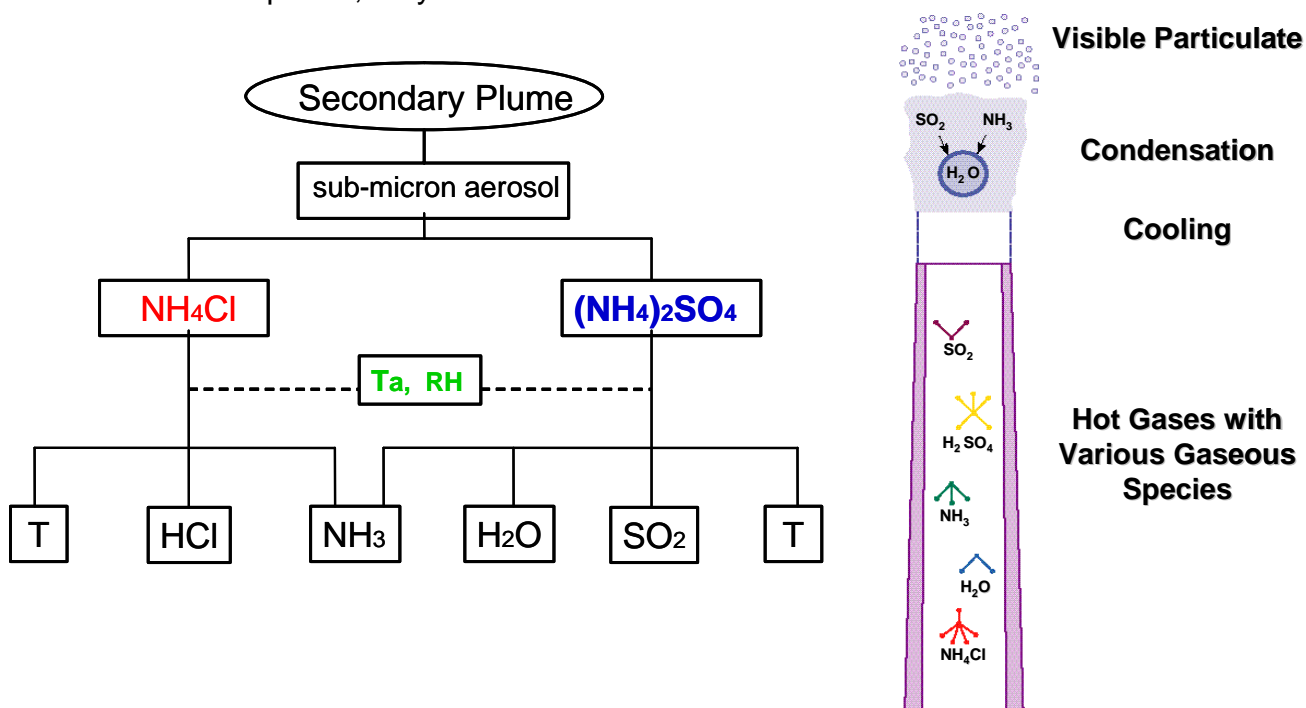 Secondary Plume
sub-micron aerosol
NH4Cl
(NH4)2SO4
Ta, RH
T
HCl
NH3
H2O
SO2
T
Visible Particulate
SO2
NH3
H2O
Condensation
Cooling
SO2
H2SO4
NH3
H2O
NH4Cl
Hot Gases with
Various Gaseous
Species